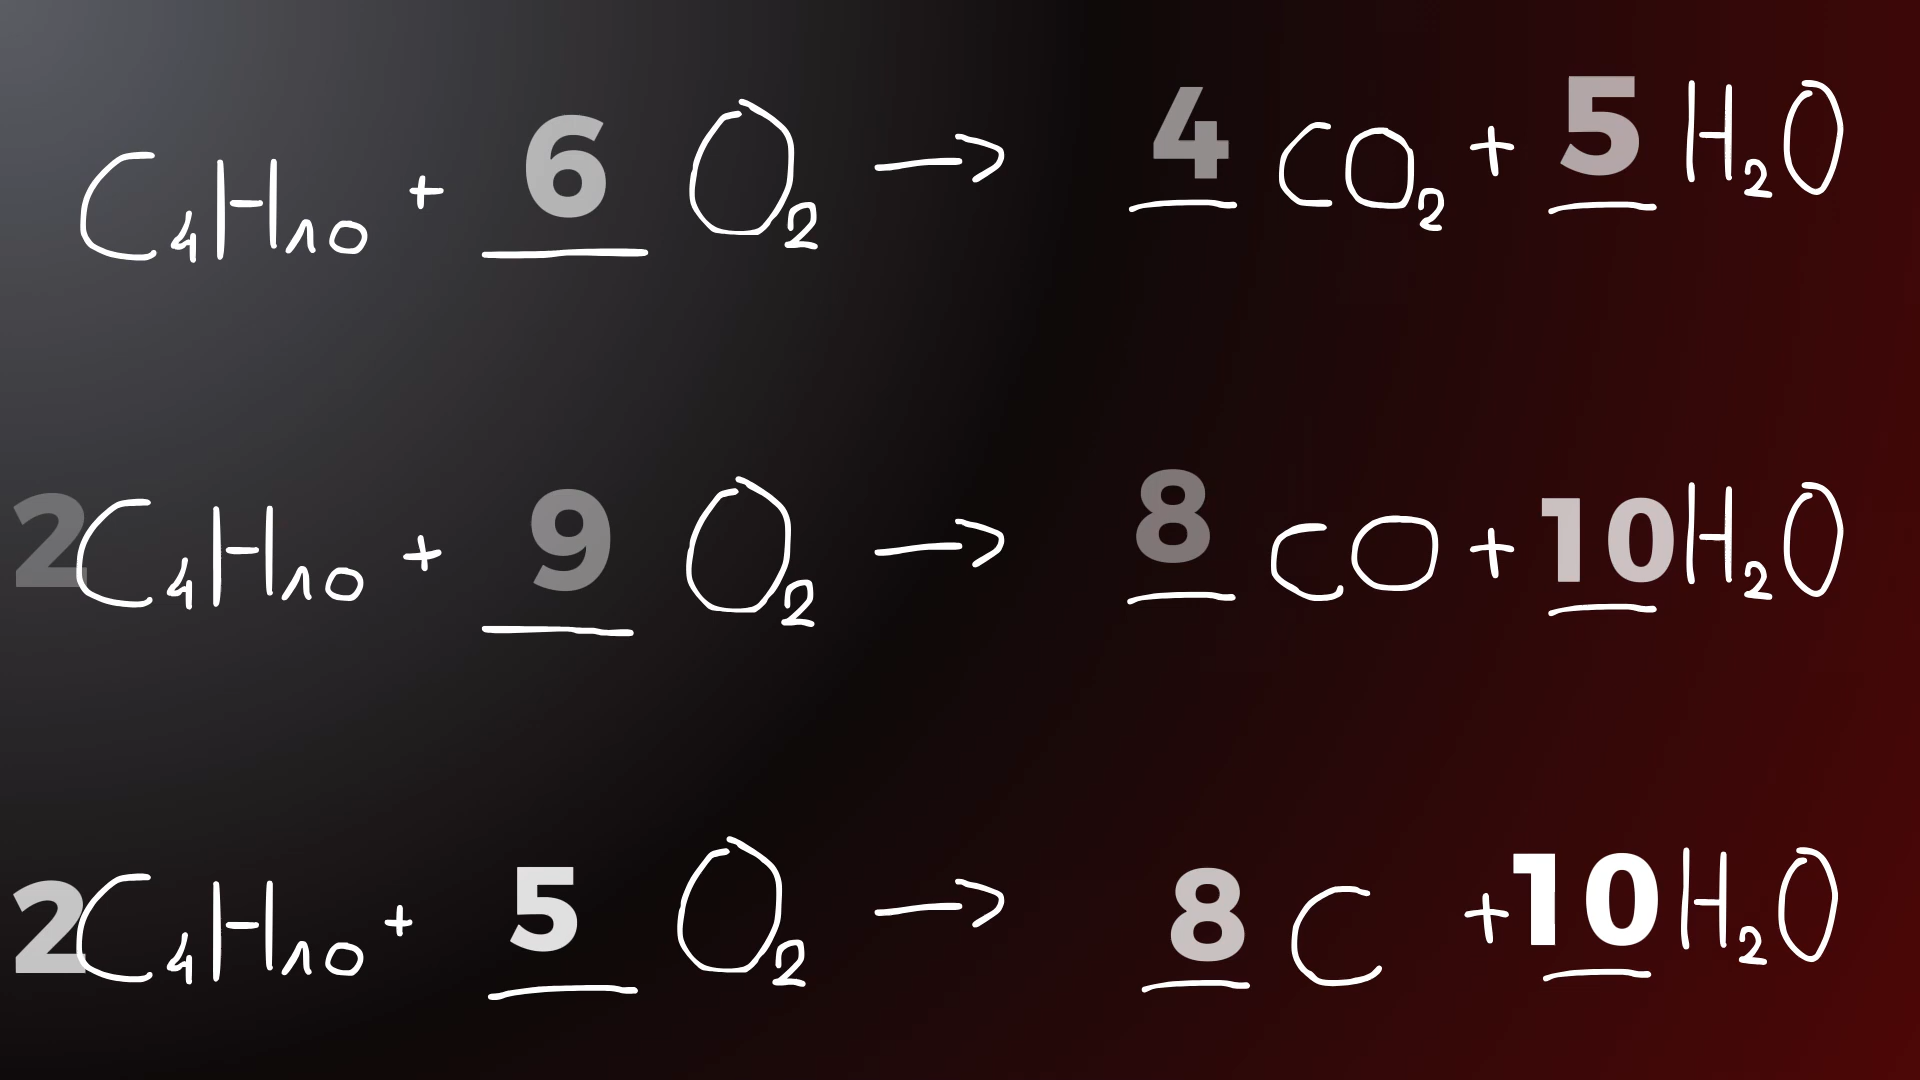 C₄H₁₀ + 6 O₂ → 4 CO₂ + 5 H₂O
2C₄H₁₀ + 9 O₂ → 8 CO + 10H₂O
2C₄H₁₀ + 5 O₂ → 8 C + 10H₂O